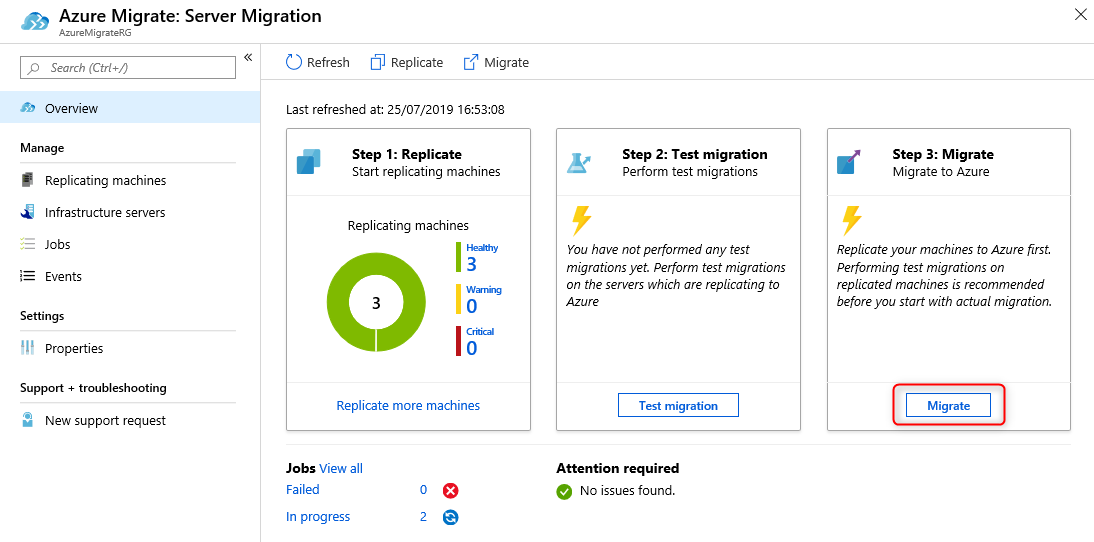 Azure Migrate: Server Migration
AzureMigrateRG
Search (Ctrl+/)
«
Overview
Manage
Replicating machines
Infrastructure servers
Jobs
Events
Settings
Properties
Support + troubleshooting
New support request
Refresh
Replicate
Migrate
Last refreshed at: 25/07/2019 16:53:08
Step 1: Replicate
Start replicating machines
Replicating machines
3
Healthy
3
Warning
0
Critical
0
Replicate more machines
Step 2: Test migration
Perform test migrations
You have not performed any test
migrations yet. Perform test migrations
on the servers which are replicating to
Azure
Test migration
Step 3: Migrate
Migrate to Azure
Replicate your machines to Azure first.
Performing test migrations on
replicated machines is recommended
before you start with actual migration.
Migrate
Jobs View all
Failed 0
In progress 2
Attention required
No issues found.